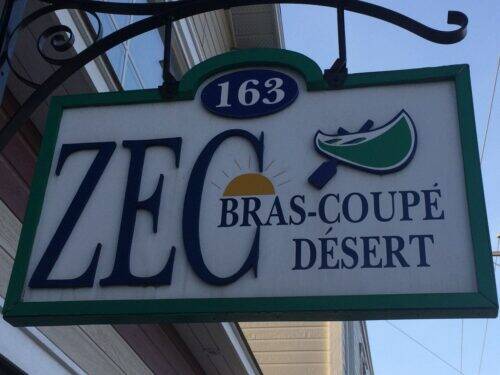 163
ZEC
BRAS-COUPÉ
DÉSERT